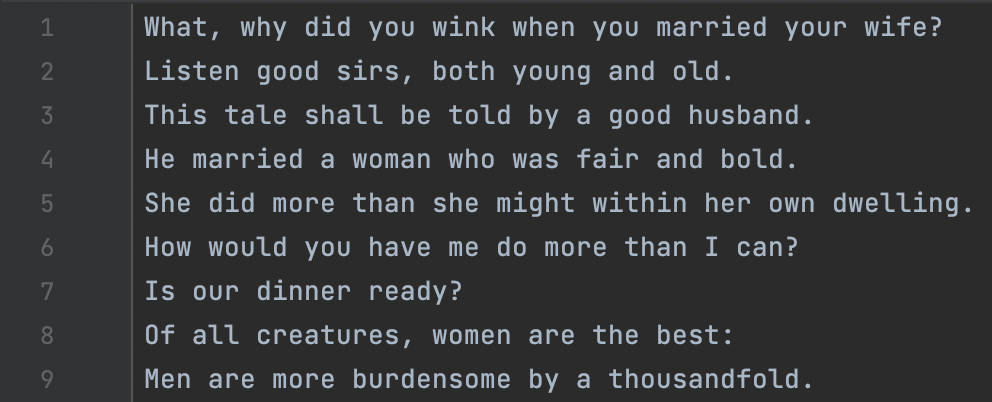 1 What, why did you wink when you married your wife?
2 Listen good sirs, both young and old.
3 This tale shall be told by a good husband.
4 He married a woman who was fair and bold.
5 She did more than she might within her own dwelling.
6 How would you have me do more than I can?
7 Is our dinner ready?
8 Of all creatures, women are the best:
9 Men are more burdensome by a thousandfold.